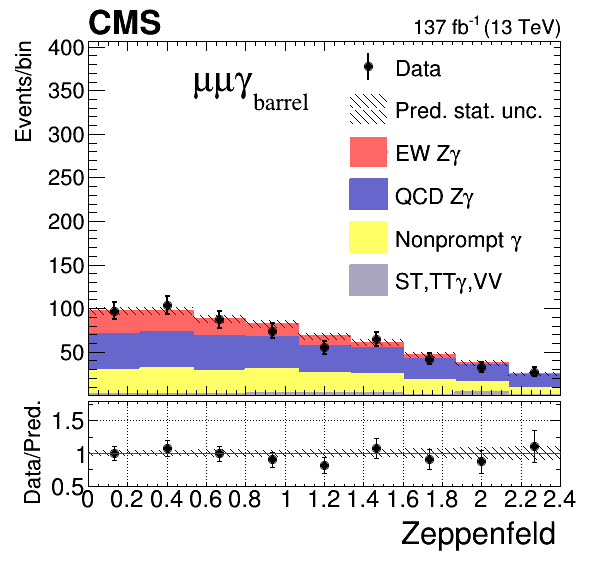 CMS 137 fb⁻¹ (13 TeV)
Events/bin
400
350
300
250
200
150
100
50
μμγ barrel
Data
Pred. stat. unc.
EW Zγ
QCD Zγ
Nonprompt γ
ST,TTγ,VV
Data/Pred.
1.5
1
0.5
0 0.2 0.4 0.6 0.8 1 1.2 1.4 1.6 1.8 2 2.2 2.4
Zeppenfeld